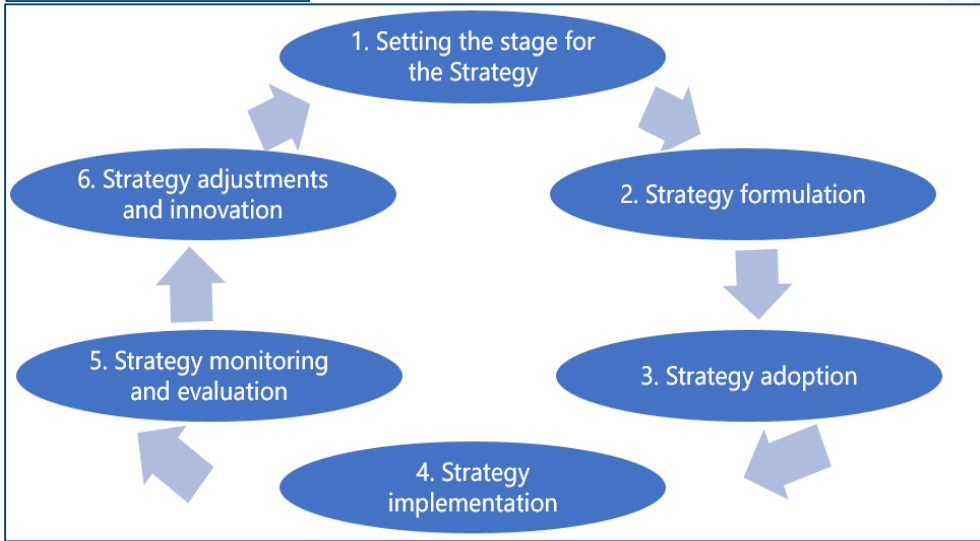 1. Setting the stage for
the Strategy
2. Strategy formulation
3. Strategy adoption
4. Strategy
implementation
5. Strategy monitoring
and evaluation
6. Strategy adjustments
and innovation